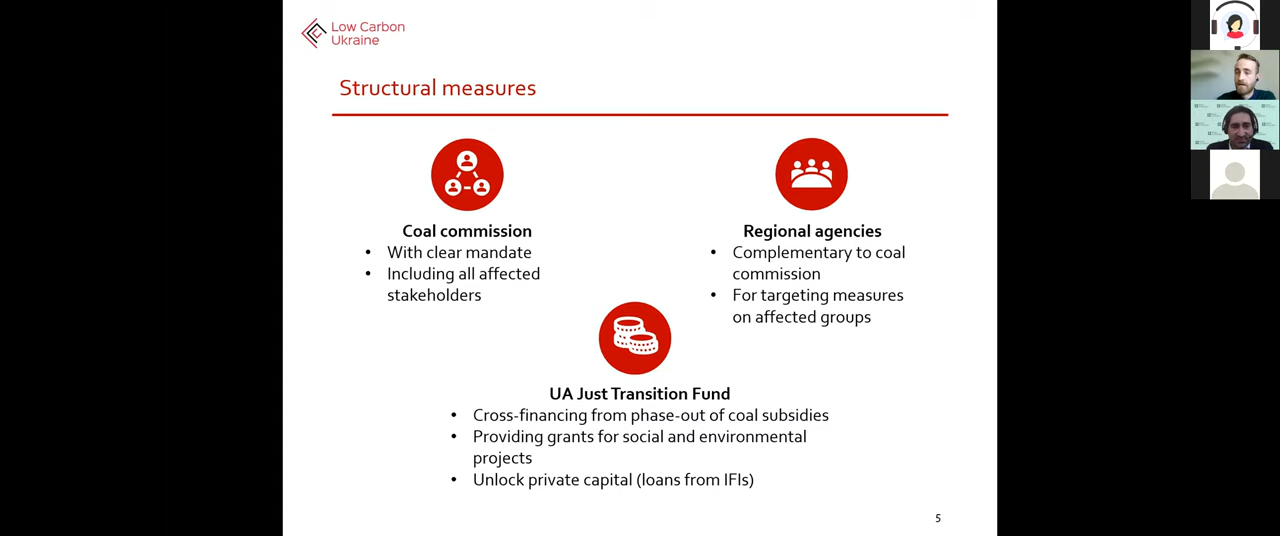 Low Carbon
Ukraine
Structural measures
Coal commission
• With clear mandate
• Including all affected
stakeholders
Regional agencies
• Complementary to coal
commission
• For targeting measures
on affected groups
UA Just Transition Fund
• Cross-financing from phase-out of coal subsidies
• Providing grants for social and environmental
projects
• Unlock private capital (loans from IFIs)
5